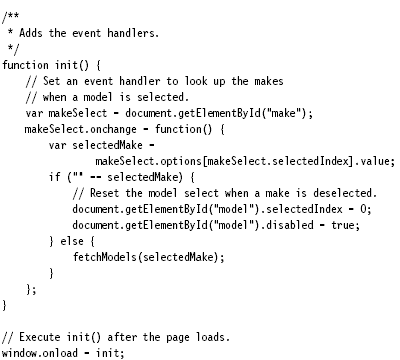 /**
 * Adds the event handlers.
 */
function init() {
    // Set an event handler to look up the makes
    // when a model is selected.
    var makeSelect = document.getElementById("make");
    makeSelect.onchange = function() {
        var selectedMake =
                makeSelect.options[makeSelect.selectedIndex].value;
        if ("" == selectedMake) {
            // Reset the model select when a make is deselected.
            document.getElementById("model").selectedIndex = 0;
            document.getElementById("model").disabled = true;
        } else {
            fetchModels(selectedMake);
        }
    };
}

// Execute init() after the page loads.
window.onload = init;